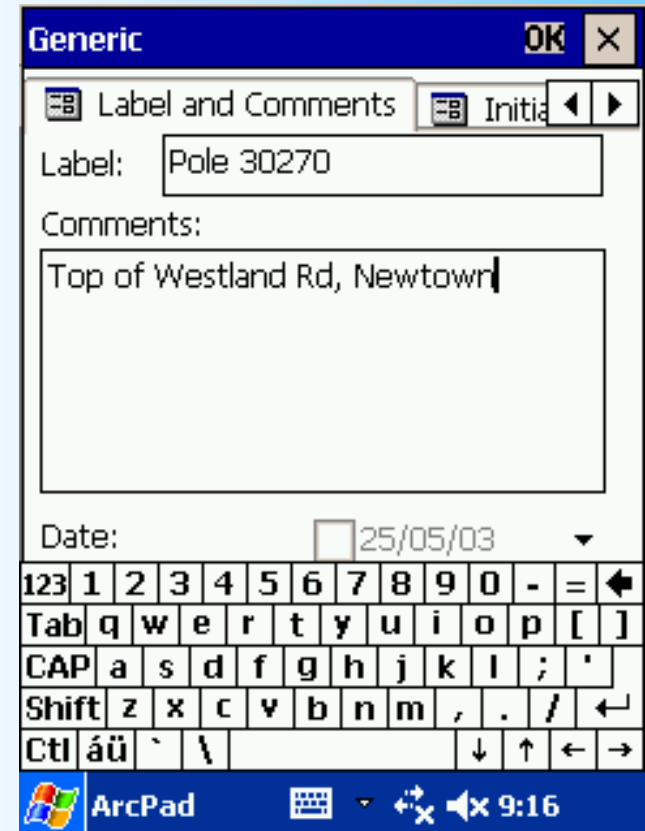 Generic OK
Label and Comments Initia
Label: Pole 30270
Comments:
Top of Westland Rd, Newtown
Date: 25/05/03
123 1 2 3 4 5 6 7 8 9 0 - =
Tab q w e r t y u i o p [ ]
CAP a s d f g h j k l ; '
Shift z x c v b n m , . /
Ctl áü ` \
ArcPad 9:16